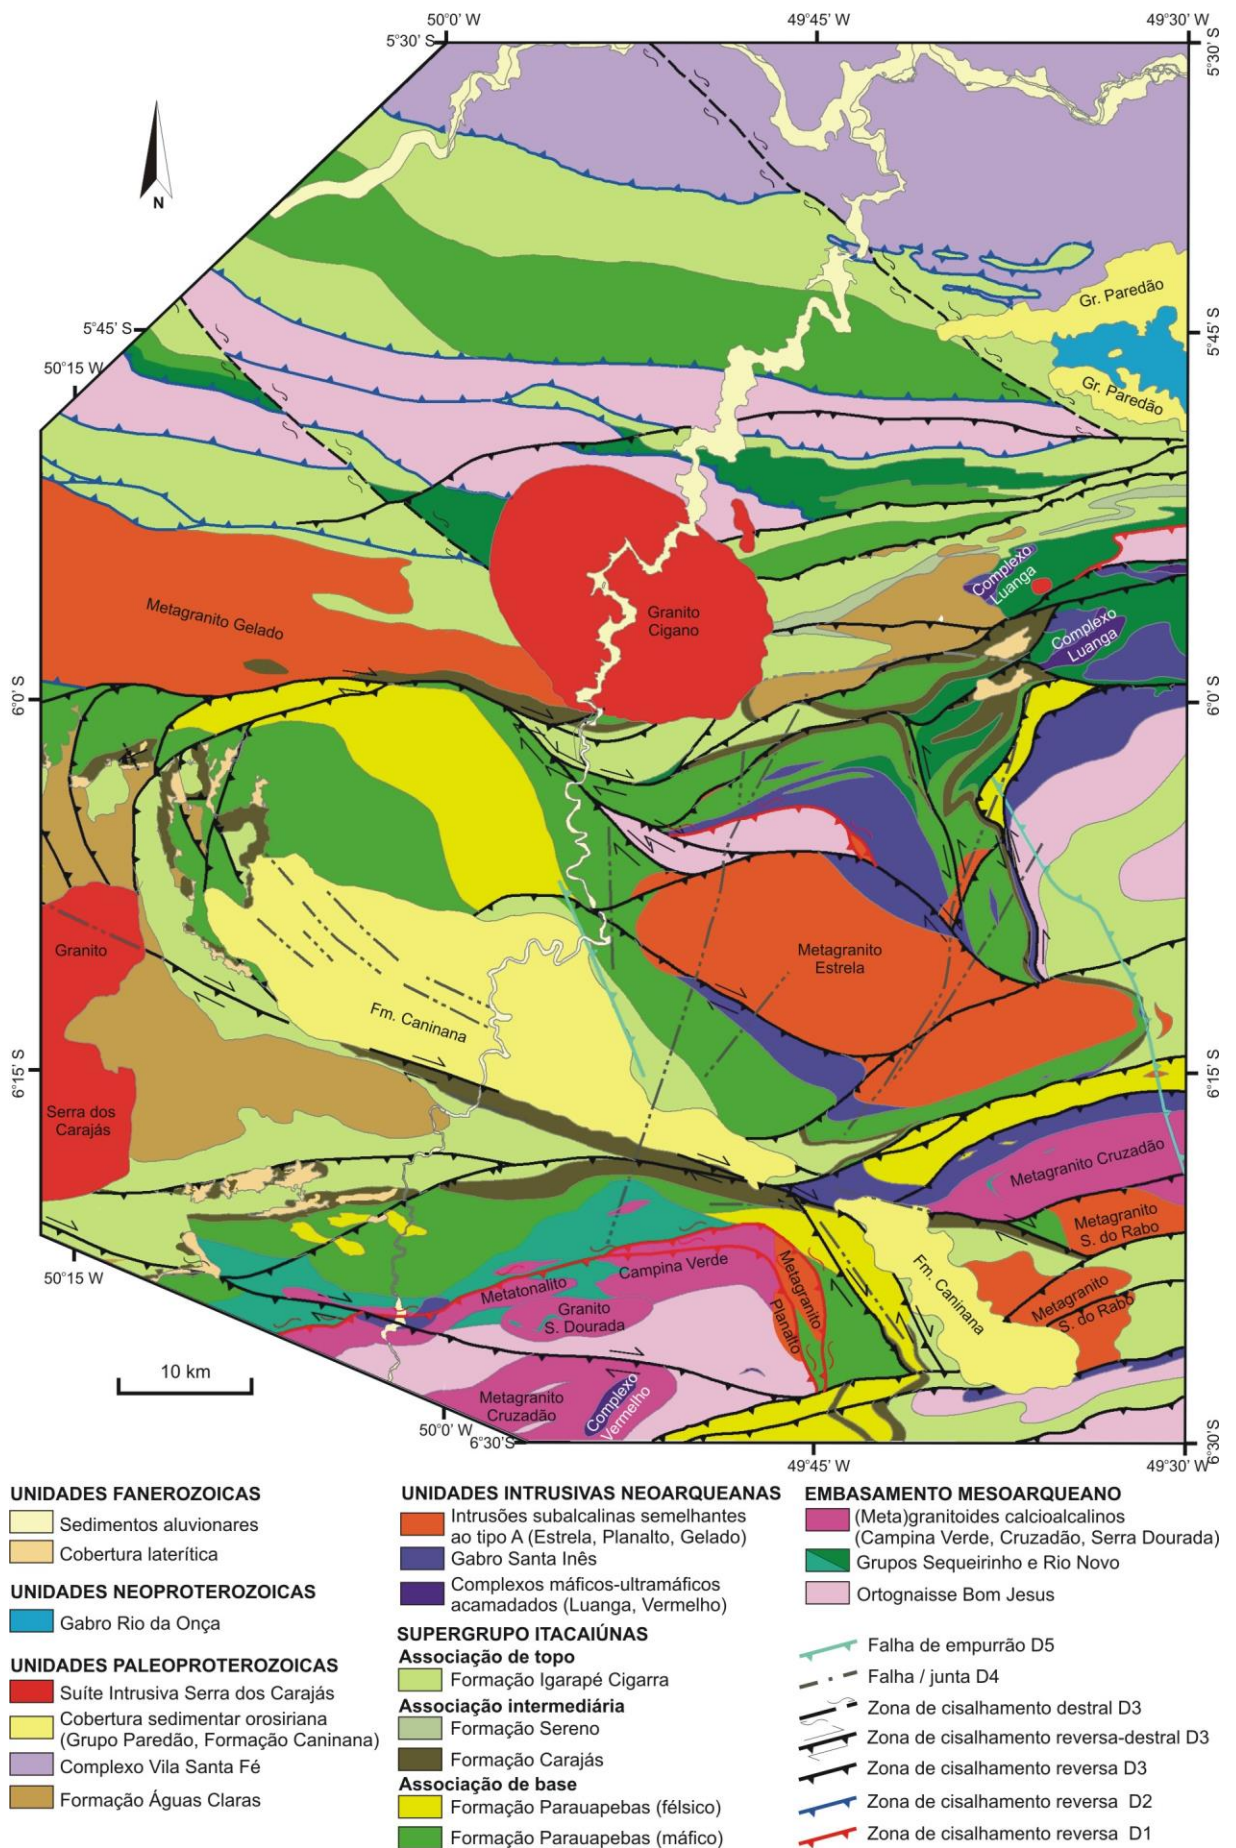 50°0' W
49°45' W
49°30' W
5°30' S
5°30' S
N
Gr. Paredão
5°45' S
5°45' S
50°15 W
Gr. Paredão
Complexo
Luanga
Metagranito Gelado
Granito
Cigano
Complexo
Luanga
6°0' S
6°0' S
Granito
Metagranito
Estrela
Fm. Caninana
6°15' S
6°15' S
Serra dos
Carajás
Metagranito Cruzadão
Metagranito
S. do Rabo
50°15 W
Campina Verde
Metatonalito
Metagranito
Planalto
Granito
S. Dourada
Fm. Caninana
Metagranito
S. do Rabo
10 km
Metagranito
Cruzadão
Complexo
Vermelho
50°0' W
6°30'S
6°30'S
49°45' W
49°30' W
UNIDADES FANEROZOICAS
Sedimentos aluvionares
Cobertura laterítica
UNIDADES NEOPROTEROZOICAS
Gabro Rio da Onça
UNIDADES PALEOPROTEROZOICAS
Suíte Intrusiva Serra dos Carajás
Cobertura sedimentar orosiriana
(Grupo Paredão, Formação Caninana)
Complexo Vila Santa Fé
Formação Águas Claras
UNIDADES INTRUSIVAS NEOARQUEANAS
Intrusões subalcalinas semelhantes
ao tipo A (Estrela, Planalto, Gelado)
Gabro Santa Inês
Complexos máficos-ultramáficos
acamadados (Luanga, Vermelho)
SUPERGRUPO ITACAIÚNAS
Associação de topo
Formação Igarapé Cigarra
Associação intermediária
Formação Sereno
Formação Carajás
Associação de base
Formação Parauapebas (félsico)
Formação Parauapebas (máfico)
EMBASAMENTO MESOARQUEANO
(Meta)granitoides calcioalcalinos
(Campina Verde, Cruzadão, Serra Dourada)
Grupos Sequeirinho e Rio Novo
Ortognaisse Bom Jesus
Falha de empurrão D5
Falha / junta D4
Zona de cisalhamento destral D3
Zona de cisalhamento reversa-destral D3
Zona de cisalhamento reversa D3
Zona de cisalhamento reversa D2
Zona de cisalhamento reversa D1